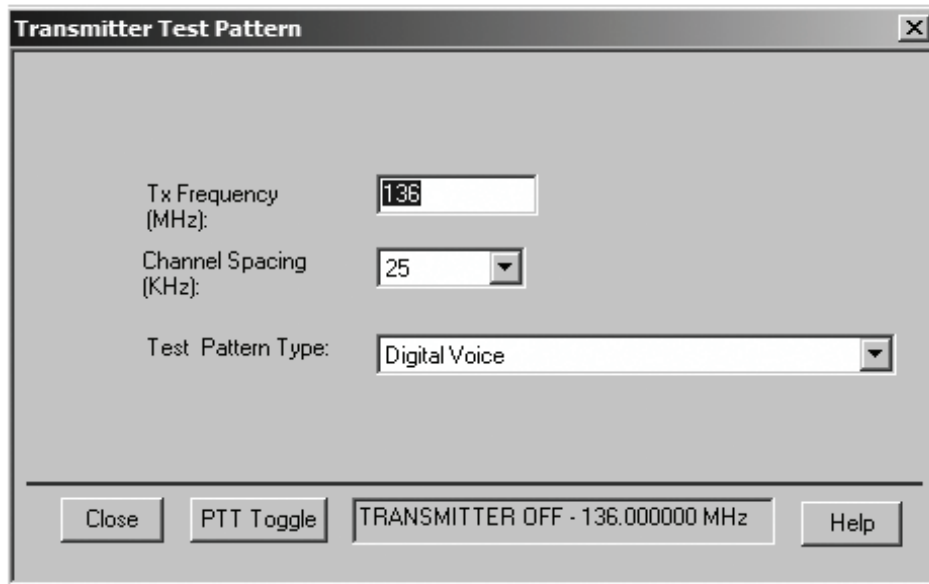 Transmitter Test Pattern
Tx Frequency
(MHz):
136
Channel Spacing
(KHz):
25
Test Pattern Type:
Digital Voice
Close
PTT Toggle
TRANSMITTER OFF - 136.000000 MHz
Help